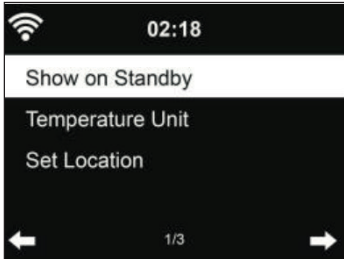 02:18
Show on Standby
Temperature Unit
Set Location
1/3